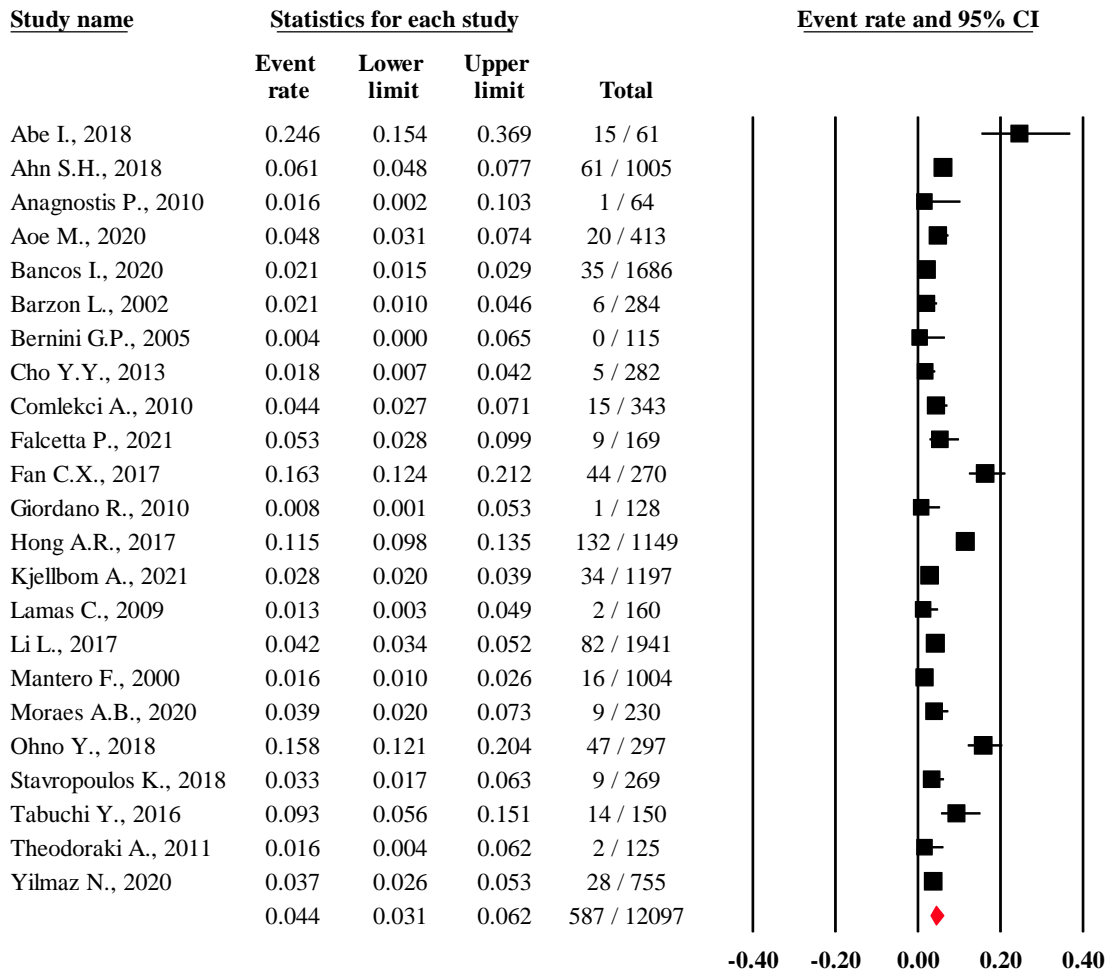 Study name Statistics for each study Event rate and 95% CI
Event Lower Upper
rate limit limit Total
Abe I., 2018 0.246 0.154 0.369 15 / 61
Ahn S.H., 2018 0.061 0.048 0.077 61 / 1005
Anagnostis P., 2010 0.016 0.002 0.103 1 / 64
Aoe M., 2020 0.048 0.031 0.074 20 / 413
Bancos I., 2020 0.021 0.015 0.029 35 / 1686
Barzon L., 2002 0.021 0.010 0.046 6 / 284
Bernini G.P., 2005 0.004 0.000 0.065 0 / 115
Cho Y.Y., 2013 0.018 0.007 0.042 5 / 282
Comlekci A., 2010 0.044 0.027 0.071 15 / 343
Falcetta P., 2021 0.053 0.028 0.099 9 / 169
Fan C.X., 2017 0.163 0.124 0.212 44 / 270
Giordano R., 2010 0.008 0.001 0.053 1 / 128
Hong A.R., 2017 0.115 0.098 0.135 132 / 1149
Kjellbom A., 2021 0.028 0.020 0.039 34 / 1197
Lamas C., 2009 0.013 0.003 0.049 2 / 160
Li L., 2017 0.042 0.034 0.052 82 / 1941
Mantero F., 2000 0.016 0.010 0.026 16 / 1004
Moraes A.B., 2020 0.039 0.020 0.073 9 / 230
Ohno Y., 2018 0.158 0.121 0.204 47 / 297
Stavropoulos K., 2018 0.033 0.017 0.063 9 / 269
Tabuchi Y., 2016 0.093 0.056 0.151 14 / 150
Theodoraki A., 2011 0.016 0.004 0.062 2 / 125
Yilmaz N., 2020 0.037 0.026 0.053 28 / 755
0.044 0.031 0.062 587 / 12097
-0.40 -0.20 0.00 0.20 0.40